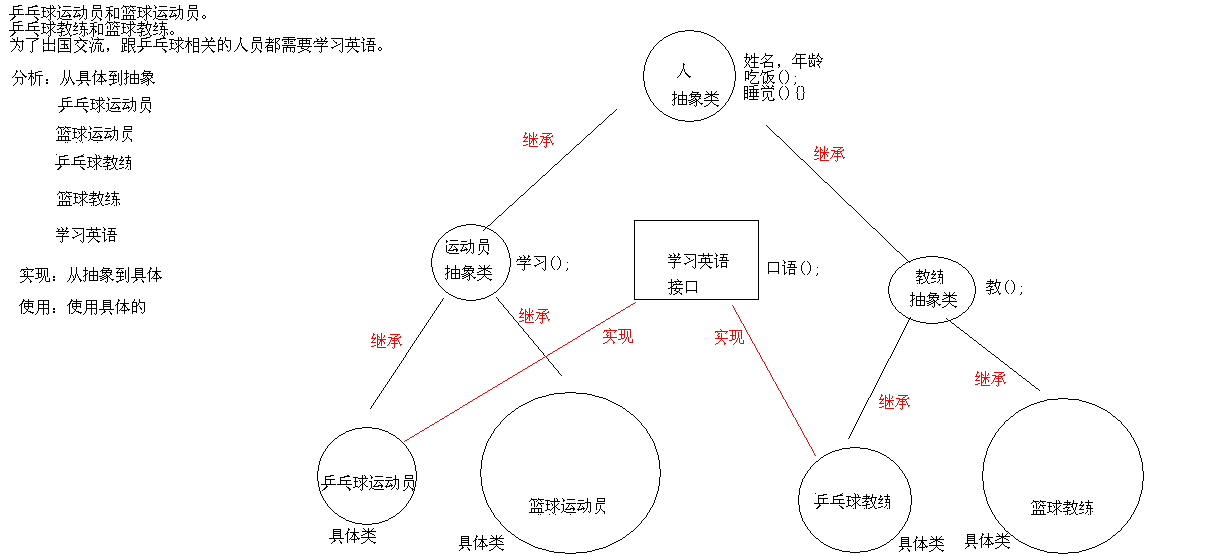 乒乓球运动员和篮球运动员。
乒乓球教练和篮球教练。
为了出国交流，跟乒乓球相关的人员都需要学习英语。
分析：从具体到抽象
乒乓球运动员
篮球运动员
乒乓球教练
篮球教练
学习英语
实现：从抽象到具体
使用：使用具体的
人
抽象类
姓名，年龄
吃饭();
睡觉(){}
继承
继承
运动员
抽象类
学习();
学习英语
接口
口语();
教练
抽象类
教();
继承
继承
实现
实现
继承
继承
乒乓球运动员
具体类
篮球运动员
具体类
乒乓球教练
具体类
篮球教练
具体类